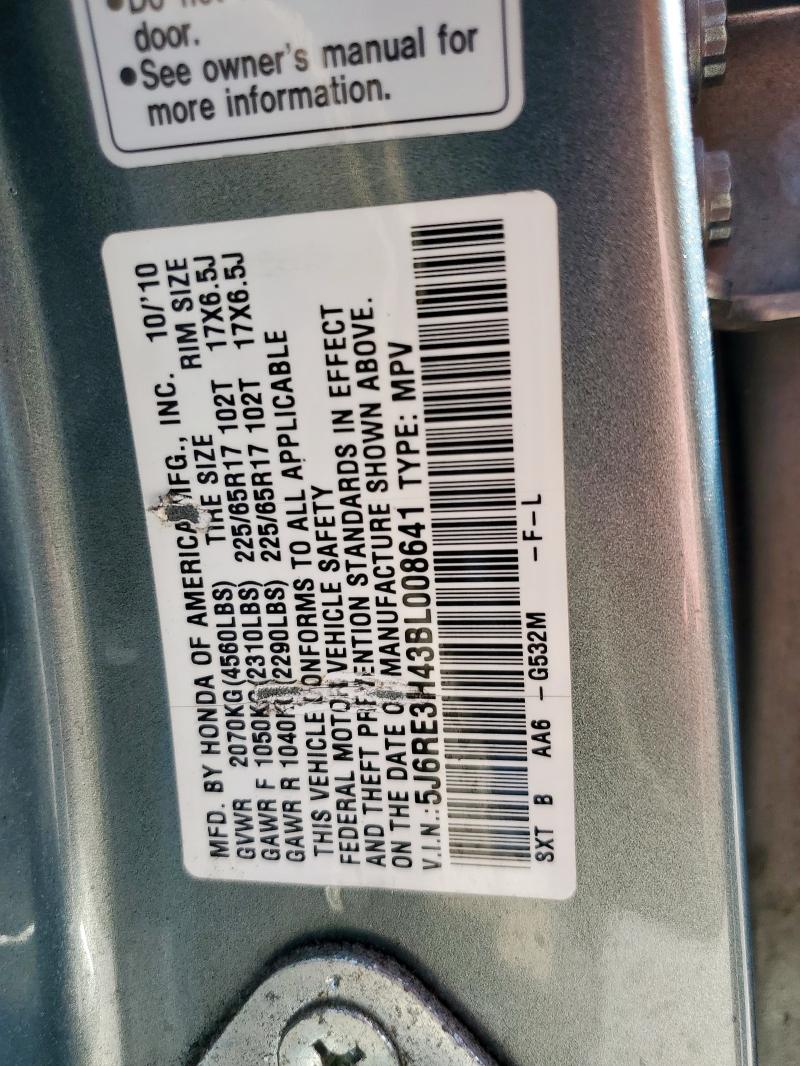 door.
●See owner's manual for
more information.
MFD. BY HONDA OF AMERICA MFG., INC. 10/'10
GVWR 2070KG(4560LBS) TIRE SIZE RIM SIZE
GAWR F 1050KG(2310LBS) 225/65R17 102T 17X6.5J
GAWR R 1040KG(2290LBS) 225/65R17 102T 17X6.5J
THIS VEHICLE CONFORMS TO ALL APPLICABLE
FEDERAL MOTOR VEHICLE SAFETY
AND THEFT PREVENTION STANDARDS IN EFFECT
ON THE DATE OF MANUFACTURE SHOWN ABOVE.
V.I.N.: 5J6RE3H43BL008641 TYPE: MPV
SXT B AA6 -G532M -F-L